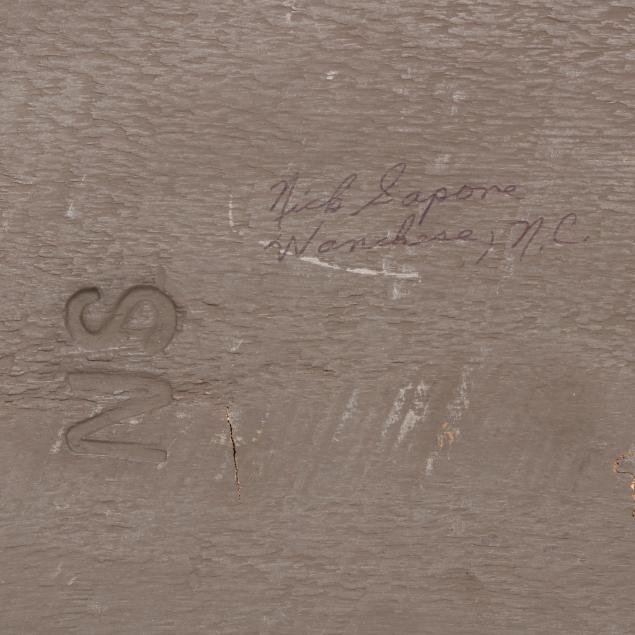 Nick Sapone
Wanchese, N.C.
NS